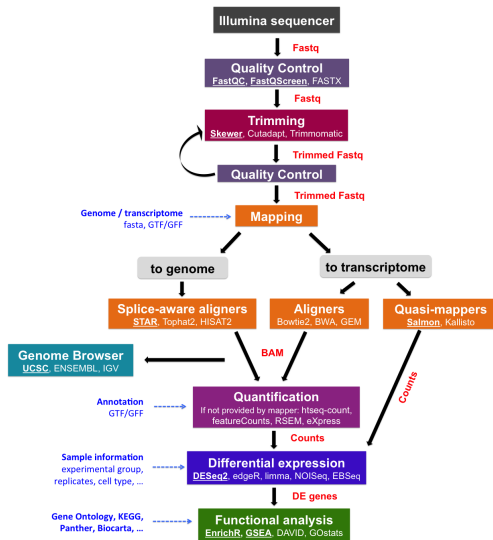 Illumina sequencer
Fastq
Quality Control
FastQC, FastQScreen, FASTX
Fastq
Trimming
Skewer, Cutadapt, Trimmomatic
Trimmed Fastq
Quality Control
Trimmed Fastq
Genome / transcriptome
fasta, GTF/GFF
Mapping
to genome
to transcriptome
Splice-aware aligners
STAR, Tophat2, HISAT2
Aligners
Bowtie2, BWA, GEM
Quasi-mappers
Salmon, Kallisto
Genome Browser
UCSC, ENSEMBL, IGV
BAM
Counts
Annotation
GTF/GFF
Quantification
If not provided by mapper: htseq-count,
featureCounts, RSEM, eXpress
Counts
Sample information
experimental group,
replicates, cell type, ...
Differential expression
DESeq2, edgeR, limma, NOISeq, EBSeq
DE genes
Gene Ontology, KEGG,
Panther, Biocarta, ...
Functional analysis
EnrichR, GSEA, DAVID, GOstats